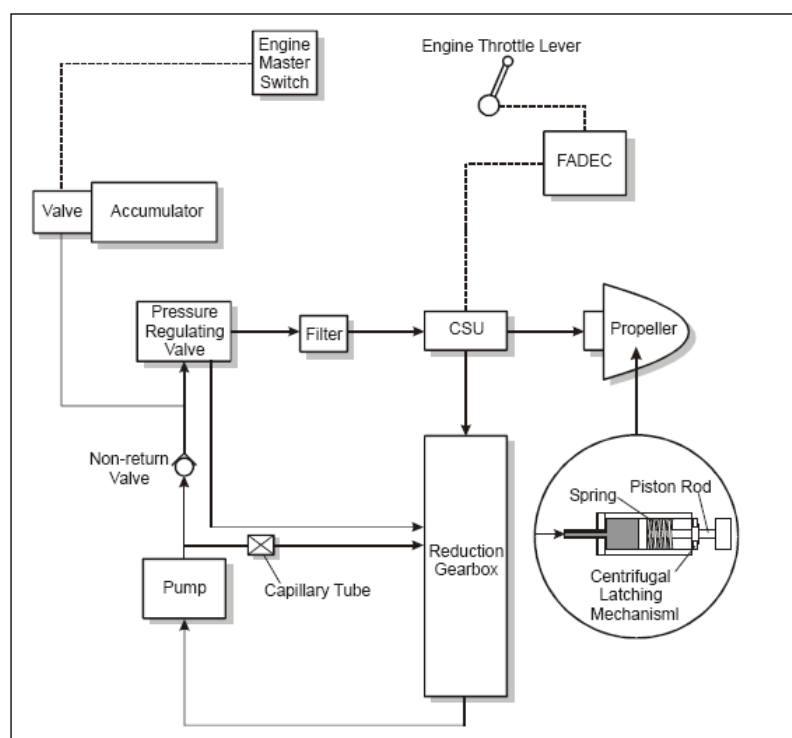 Engine
Master
Switch
Engine Throttle Lever
FADEC
Valve
Accumulator
Pressure
Regulating
Valve
Filter
CSU
Propeller
Non-return
Valve
Spring
Piston Rod
Centrifugal
Latching
Mechanisml
Reduction
Gearbox
Pump
Capillary Tube